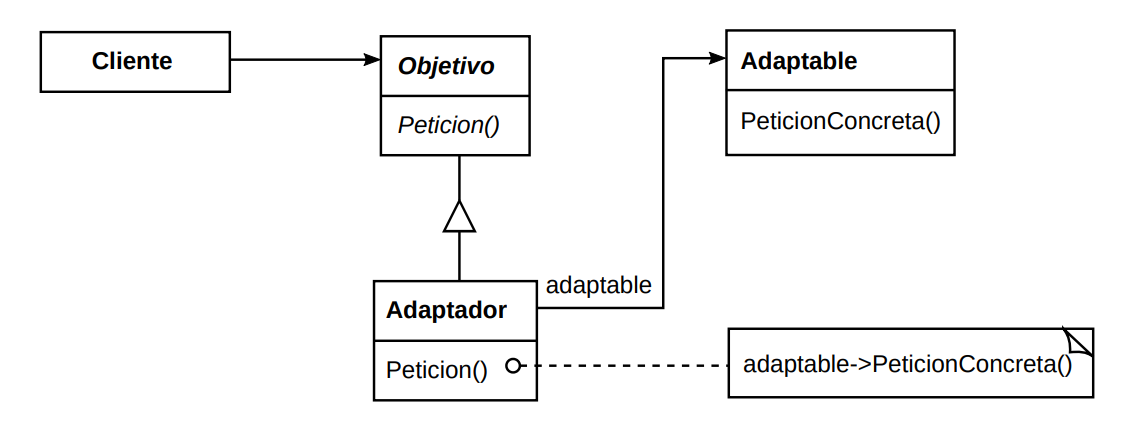 Cliente
Objetivo
Peticion()
Adaptable
PeticionConcreta()
adaptable
Adaptador
Peticion()
adaptable->PeticionConcreta()